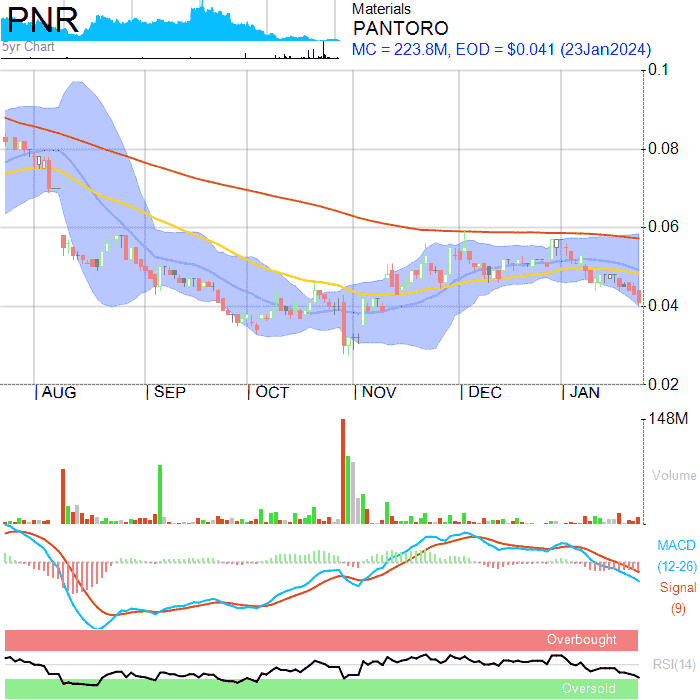 PNR
5yr Chart
Materials
PANTORO
MC = 223.8M, EOD = $0.041 (23Jan2024)
0.1
0.08
0.06
0.04
0.02
AUG SEP OCT NOV DEC JAN
148M
Volume
MACD
(12-26)
Signal
(9)
Overbought
RSI(14)
Oversold